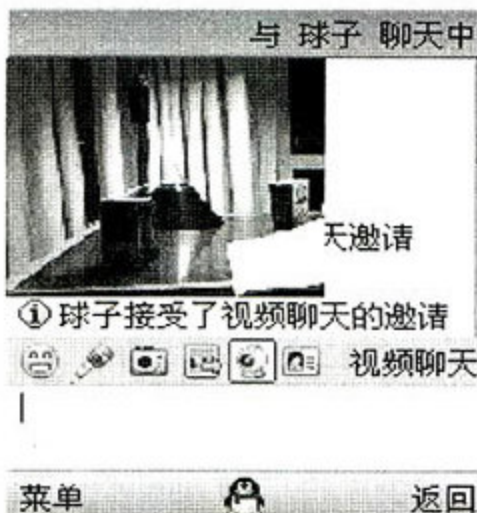 与 球子 聊天中
天邀请
球子接受了视频聊天的邀请
视频聊天
菜单
返回